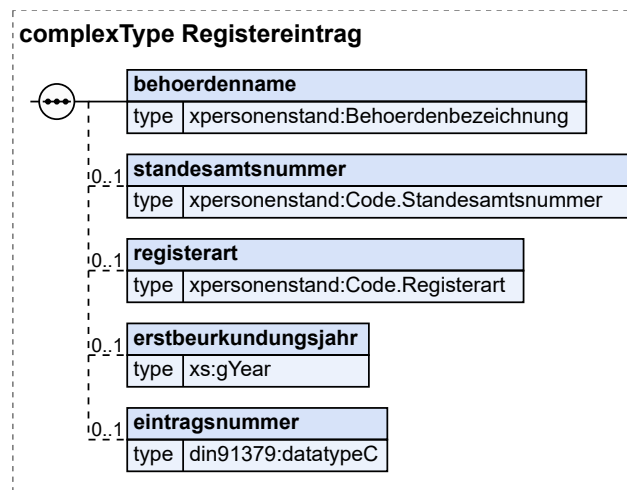 complexType Registereintrag
behoerdenname
type xpersonenstand:Behoerdenbezeichnung
0..1
standesamtsnummer
type xpersonenstand:Code.Standesamtsnummer
0..1
registerart
type xpersonenstand:Code.Registerart
0..1
erstbeurkundungsjahr
type xs:gYear
0..1
eintragsnummer
type din91379:datatypeC